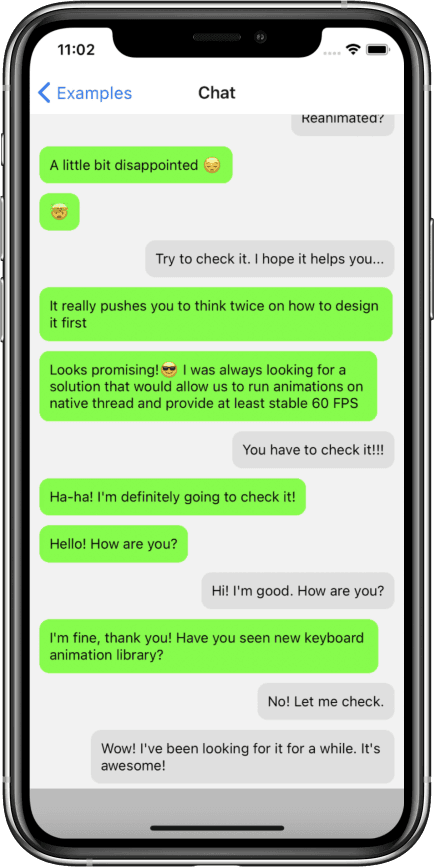 11:02
Examples
Chat
Reanimated?
A little bit disappointed 😔
🤯
Try to check it. I hope it helps you...
It really pushes you to think twice on how to design
it first
Looks promising!😎 I was always looking for a
solution that would allow us to run animations on
native thread and provide at least stable 60 FPS
You have to check it!!!
Ha-ha! I'm definitely going to check it!
Hello! How are you?
Hi! I'm good. How are you?
I'm fine, thank you! Have you seen new keyboard
animation library?
No! Let me check.
Wow! I've been looking for it for a while. It's
awesome!